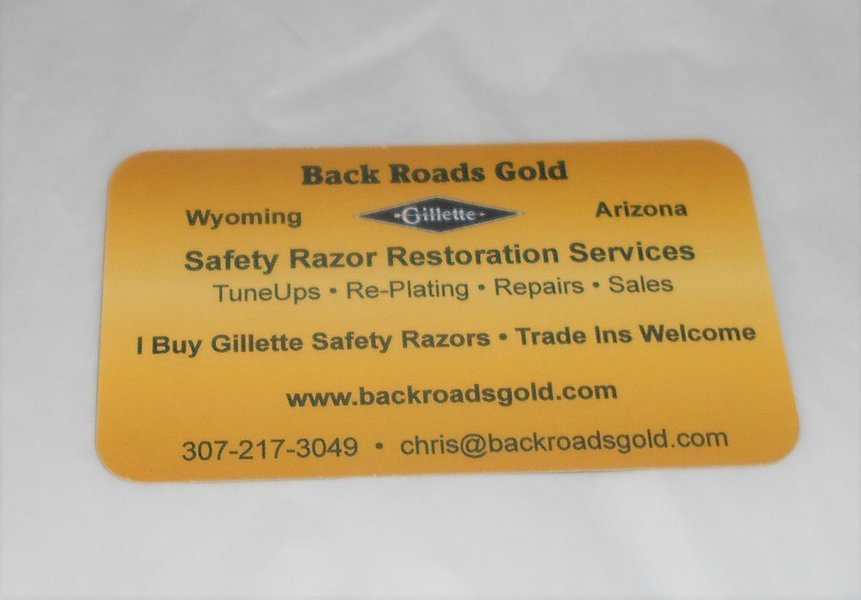 Back Roads Gold
Wyoming -Gillette- Arizona
Safety Razor Restoration Services
TuneUps • Re-Plating • Repairs • Sales
I Buy Gillette Safety Razors • Trade Ins Welcome
www.backroadsgold.com
307-217-3049 • chris@backroadsgold.com